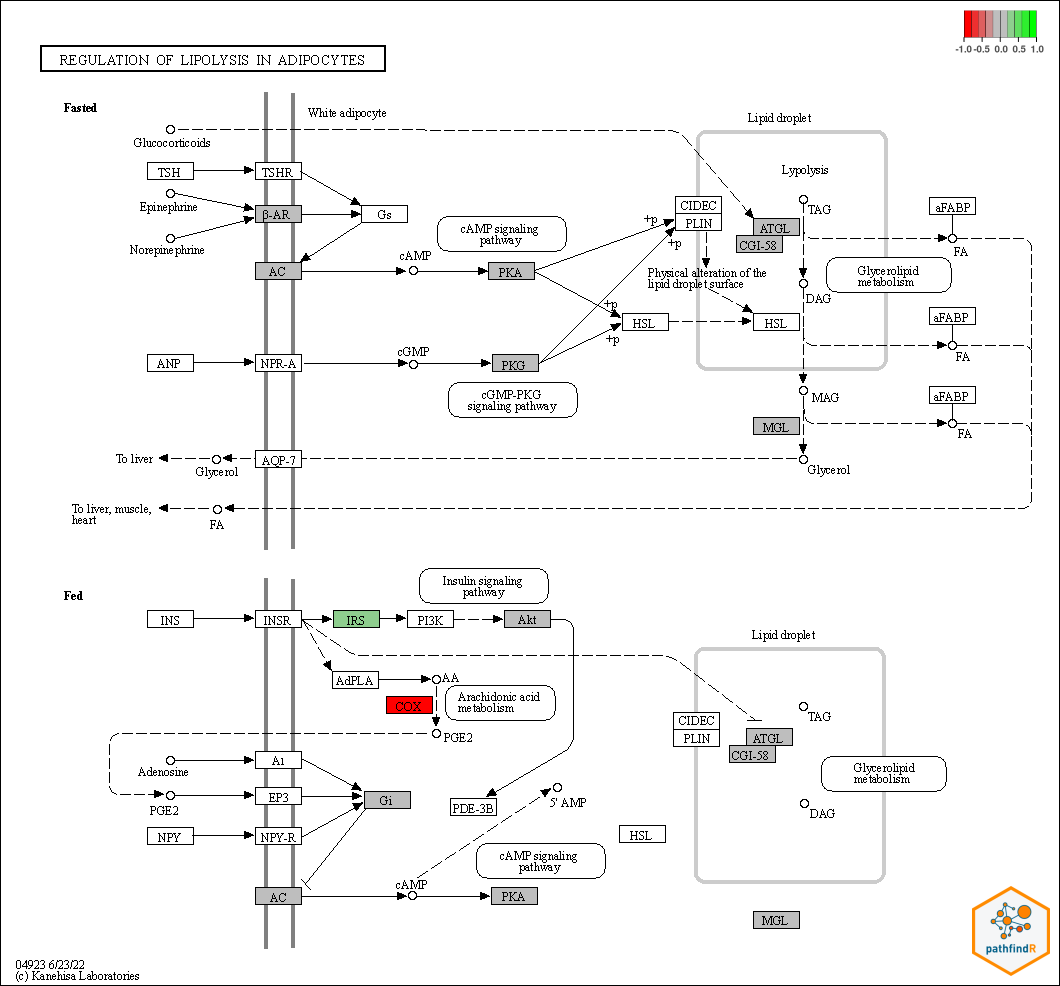 -1.0 -0.5 0.0 0.5 1.0
REGULATION OF LIPOLYSIS IN ADIPOCYTES
Fasted
White adipocyte
Lipid droplet
Glucocorticoids
TSH
TSHR
Lypolysis
Epinephrine
β-AR
Gs
CIDEC
PLIN
TAG
aFABP
+p
ATGL
CGI-58
cAMP signaling
pathway
Norepinephrine
+p
FA
AC
cAMP
PKA
Physical alteration of the
lipid droplet surface
Glycerolipid
metabolism
DAG
+p
HSL
HSL
aFABP
+p
cGMP
ANP
NPR-A
PKG
FA
cGMP-PKG
signaling pathway
MAG
aFABP
MGL
FA
To liver
Glycerol
AQP-7
Glycerol
To liver, muscle,
heart
FA
Fed
Insulin signaling
pathway
INS
INSR
IRS
PI3K
Akt
Lipid droplet
AdPLA
AA
COX
Arachidonic acid
metabolism
PGE2
CIDEC
PLIN
TAG
ATGL
CGI-58
Adenosine
A1
Glycerolipid
metabolism
PGE2
EP3
Gi
PDE-3B
5' AMP
DAG
NPY
NPY-R
HSL
cAMP signaling
pathway
AC
cAMP
PKA
MGL
pathfindR
04923 6/23/22
(c) Kanehisa Laboratories